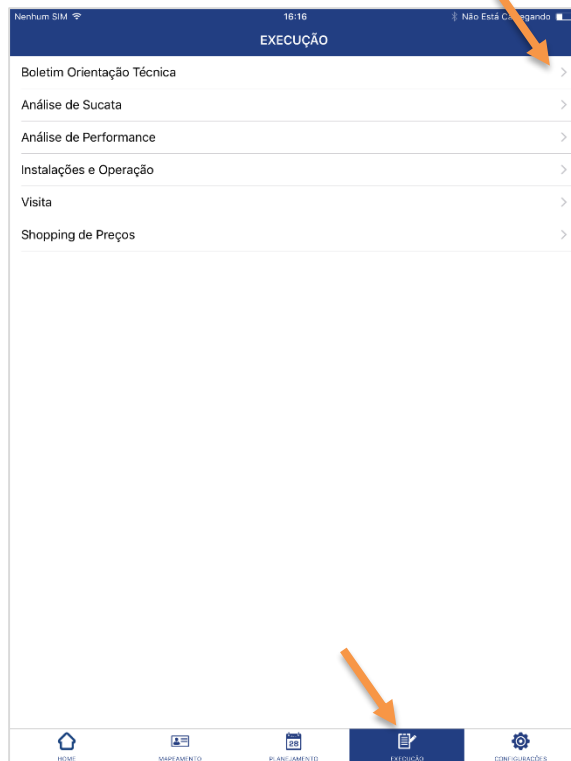 Nenhum SIM 16:16 Não Está Carregando
EXECUÇÃO
Boletim Orientação Técnica
Análise de Sucata
Análise de Performance
Instalações e Operação
Visita
Shopping de Preços
28
HOME MAPEAMENTO PLANEJAMENTO EXECUÇÃO CONFIGURAÇÕES